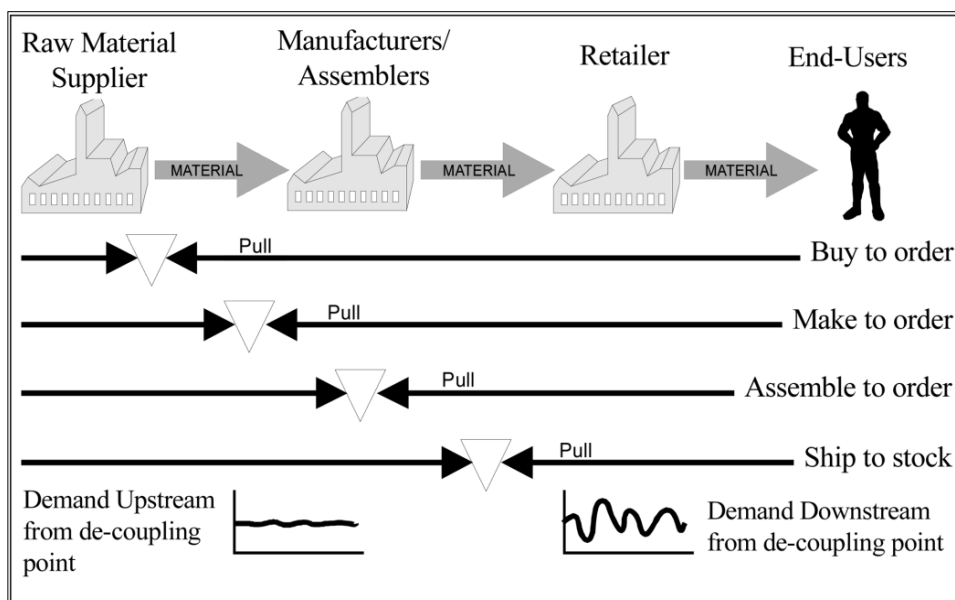 Raw Material
Supplier
Manufacturers/
Assemblers
Retailer
End-Users
MATERIAL
MATERIAL
MATERIAL
Pull
Buy to order
Pull
Make to order
Pull
Assemble to order
Pull
Ship to stock
Demand Upstream
from de-coupling
point
Demand Downstream
from de-coupling point